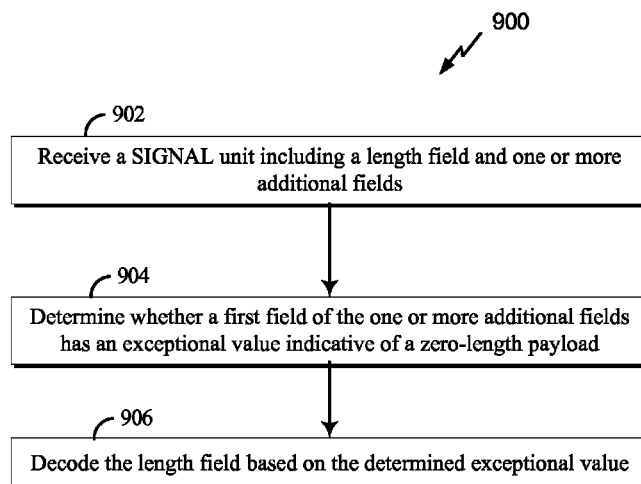 900
902
Receive a SIGNAL unit including a length field and one or more
additional fields
904
Determine whether a first field of the one or more additional fields
has an exceptional value indicative of a zero-length payload
906
Decode the length field based on the determined exceptional value